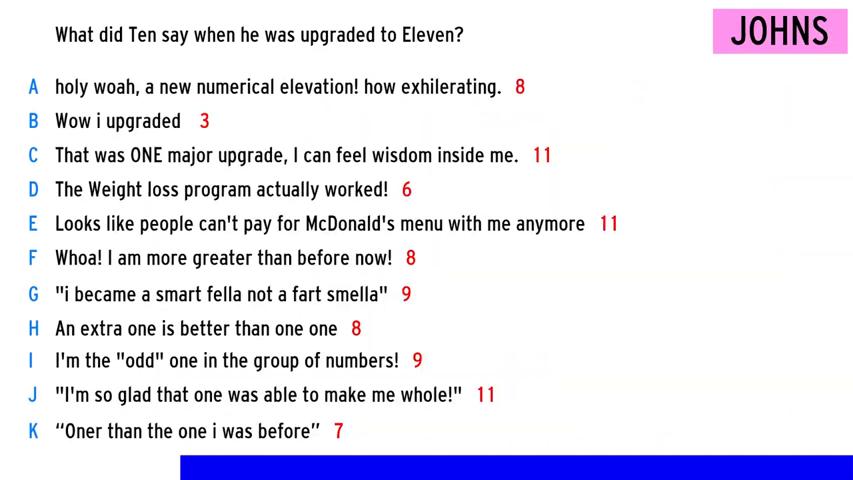 What did Ten say when he was upgraded to Eleven?
JOHNS
A holy woah, a new numerical elevation! how exhilerating. 8
B Wow i upgraded 3
C That was ONE major upgrade, I can feel wisdom inside me. 11
D The Weight loss program actually worked! 6
E Looks like people can't pay for McDonald's menu with me anymore 11
F Whoa! I am more greater than before now! 8
G "i became a smart fella not a fart smella" 9
H An extra one is better than one one 8
I I'm the "odd" one in the group of numbers! 9
J "I'm so glad that one was able to make me whole!" 11
K “Oner than the one i was before” 7